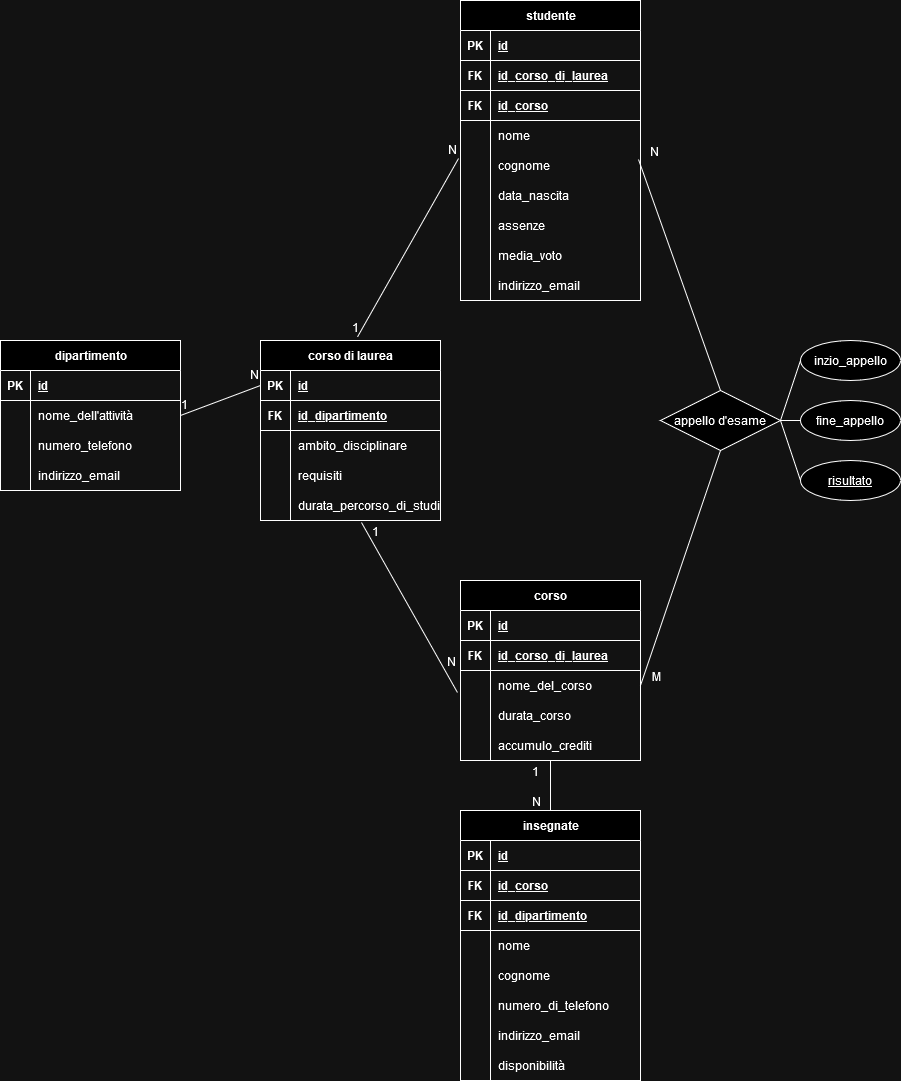 studente
PK id
FK id_corso_di_laurea
FK id_corso
nome
cognome
data_nascita
assenze
media_voto
indirizzo_email
N
N
1
dipartimento
PK id
nome_dell'attività
numero_telefono
indirizzo_email
1
N
corso di laurea
PK id
FK id_dipartimento
ambito_disciplinare
requisiti
durata_percorso_di_studi
1
appello d'esame
inzio_appello
fine_appello
risultato
corso
PK id
FK id_corso_di_laurea
nome_del_corso
durata_corso
accumulo_crediti
N
M
1
N
insegnate
PK id
FK id_corso
FK id_dipartimento
nome
cognome
numero_di_telefono
indirizzo_email
disponibilità